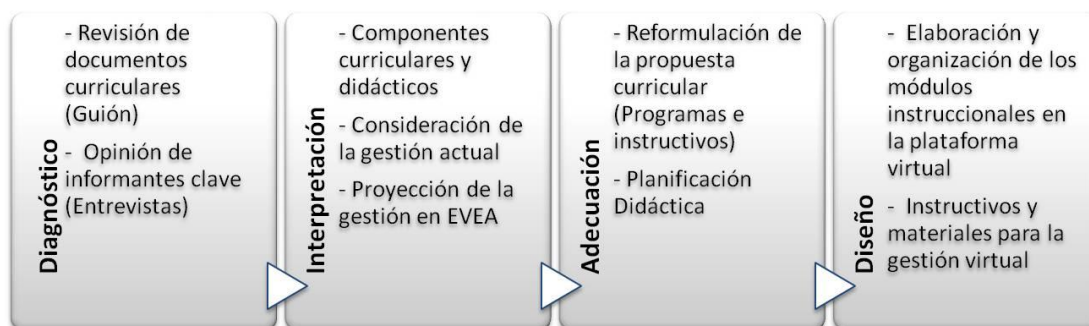 Diagnóstico
- Revisión de
documentos
curriculares
(Guión)
- Opinión de
informantes clave
(Entrevistas)
Interpretación
- Componentes
curriculares y
didácticos
- Consideración de
la gestión actual
- Proyección de la
gestión en EVEA
Adecuación
- Reformulación de
la propuesta
curricular
(Programas e
instructivos)
- Planificación
Didáctica
Diseño
- Elaboración y
organización de los
módulos
instruccionales en
la plataforma
virtual
- Instructivos y
materiales para la
gestión virtual